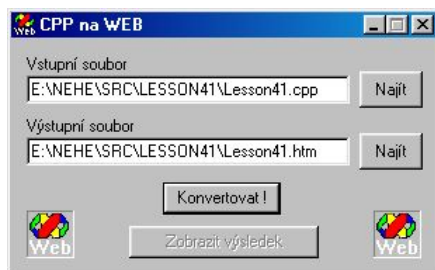 Web CPP na WEB
Vstupní soubor
E:\NEHE\SRC\LESSON41\Lesson41.cpp Najít
Výstupní soubor
E:\NEHE\SRC\LESSON41\Lesson41.htm Najít
Konvertovat !
Web Zobrazit výsledek Web